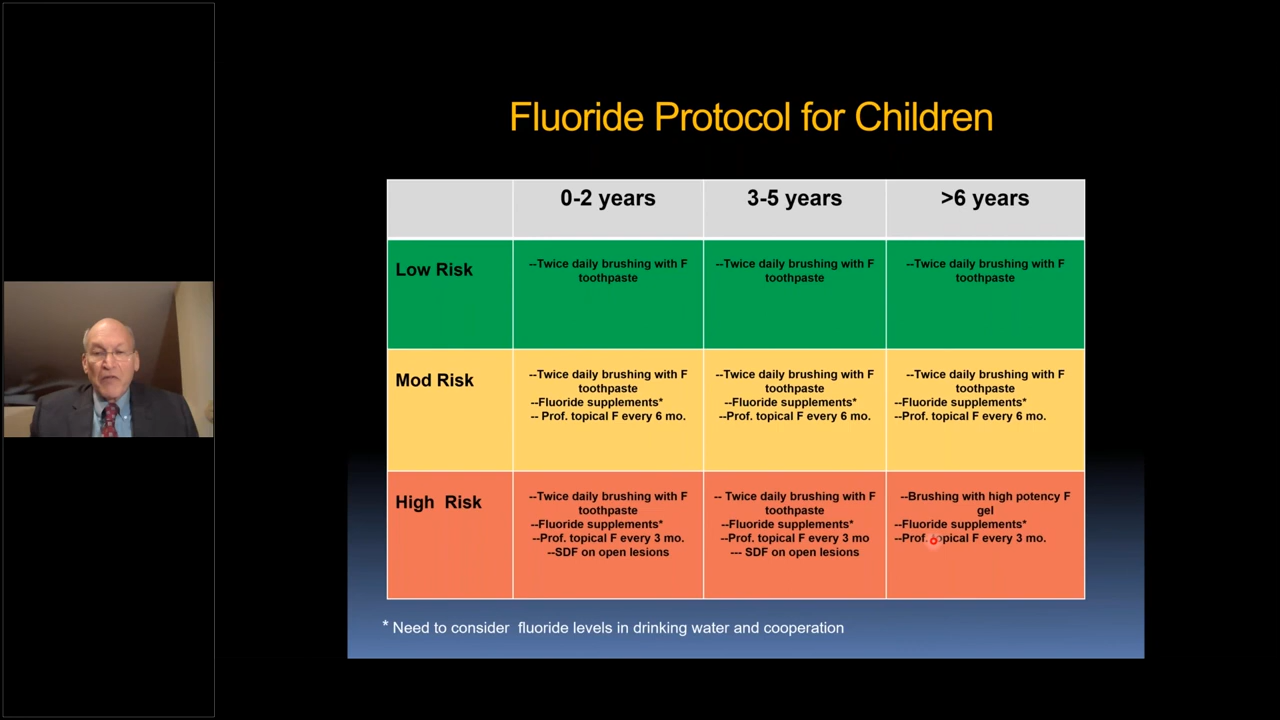 Fluoride Protocol for Children
0-2 years
3-5 years
>6 years
Low Risk
--Twice daily brushing with F
toothpaste
--Twice daily brushing with F
toothpaste
--Twice daily brushing with F
toothpaste
Mod Risk
--Twice daily brushing with F
toothpaste
--Fluoride supplements*
-- Prof. topical F every 6 mo.
--Twice daily brushing with F
toothpaste
--Fluoride supplements*
--Prof. topical F every 6 mo.
--Twice daily brushing with F
toothpaste
--Fluoride supplements*
--Prof. topical F every 6 mo.
High Risk
--Twice daily brushing with F
toothpaste
--Fluoride supplements*
--Prof. topical F every 3 mo.
--SDF on open lesions
-- Twice daily brushing with F
toothpaste
--Fluoride supplements*
--Prof. topical F every 3 mo
--- SDF on open lesions
--Brushing with high potency F
gel
--Fluoride supplements*
--Prof. topical F every 3 mo.
* Need to consider fluoride levels in drinking water and cooperation